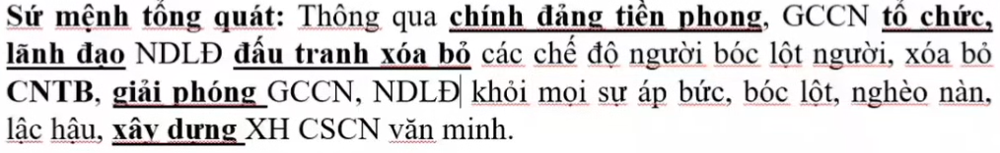 Sứ mệnh tổng quát: Thông qua chính đảng tiền phong, GCCN tổ chức,
lãnh đạo NDLĐ đấu tranh xóa bỏ các chế độ người bóc lột người, xóa bỏ
CNTB, giải phóng GCCN, NDLĐ khỏi mọi sự áp bức, bóc lột, nghèo nàn,
lậc hậu, xây dựng XH CSCN văn minh.